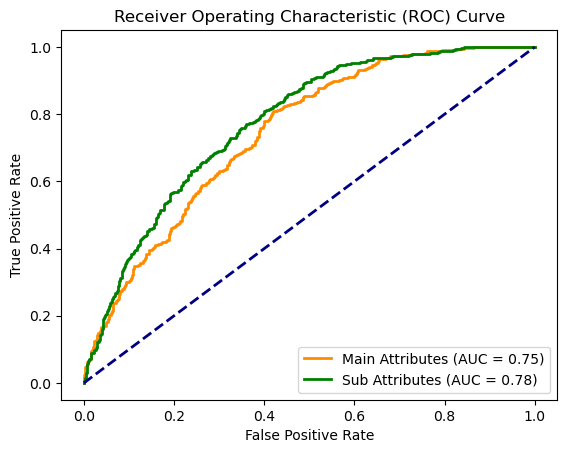 Receiver Operating Characteristic (ROC) Curve
True Positive Rate
1.0
0.8
0.6
0.4
0.2
0.0
Main Attributes (AUC = 0.75)
Sub Attributes (AUC = 0.78)
0.0 0.2 0.4 0.6 0.8 1.0
False Positive Rate